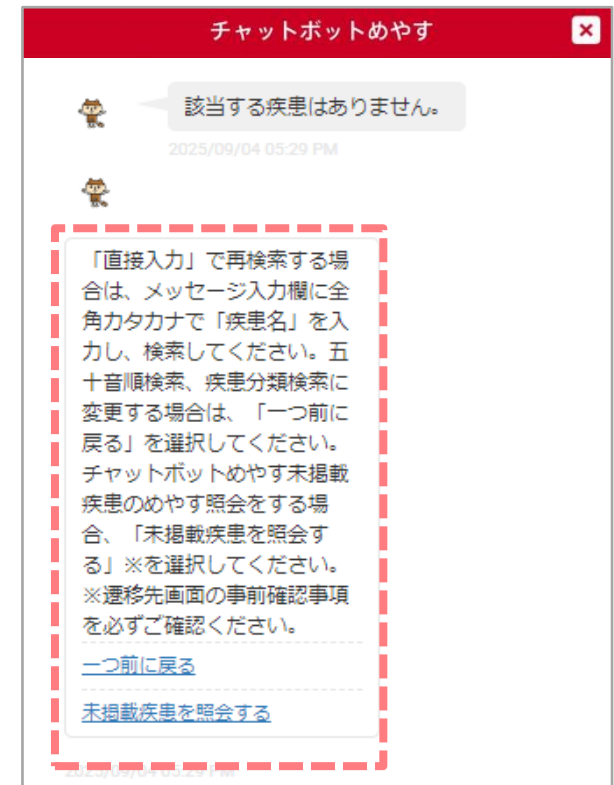 チャットボットめやす
該当する疾患はありません。
2025/09/04 05:29 PM
「直接入力」で再検索する場
合は、メッセージ入力欄に全
角カタカナで「疾患名」を入
力し、検索してください。五
十音順検索、疾患分類検索に
変更する場合は、「一つ前に
戻る」を選択してください。
チャットボットめやす未掲載
疾患のめやす照会をする場
合、「未掲載疾患を照会す
る」※を選択してください。
※遷移先画面の事前確認事項
を必ずご確認ください。
一つ前に戻る
未掲載疾患を照会する
2025/09/04 05:29 PM